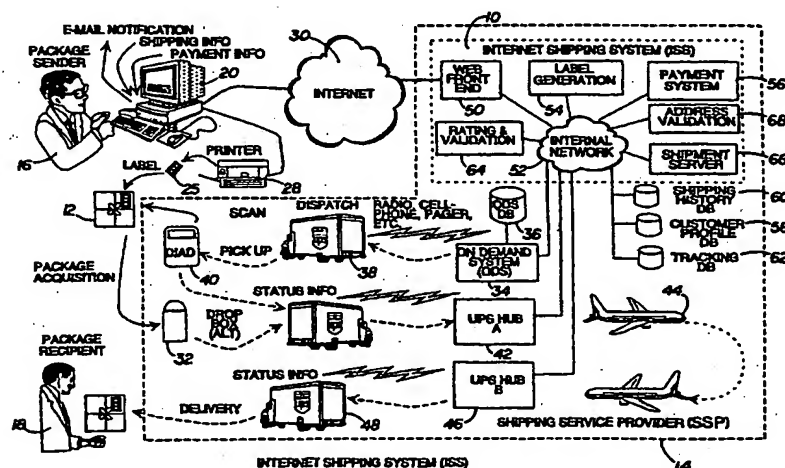 E-MAIL NOTIFICATION
SHIPPING INFO
PAYMENT INFO
PACKAGE
SENDER
20
16
30
INTERNET
10
INTERNET SHIPPING SYSTEM (ISS)
WEB
FRONT
END
50
LABEL
GENERATION
54
PAYMENT
SYSTEM
56
ADDRESS
VALIDATION
68
RATING &
VALIDATION
64
52
INTERNAL
NETWORK
SHIPMENT
SERVER
66
PRINTER
LABEL
25
28
12
SCAN
DISPATCH
RADIO, CELL-
PHONE, PAGER,
ETC.
ODS
DB
36
SHIPPING
HISTORY
DB
60
CUSTOMER
PROFILE
DB
58
TRACKING
DB
62
DIAD
40
PICK UP
38
ON DEMAND
SYSTEM (ODS)
34
PACKAGE
ACQUISITION
STATUS INFO
32
DROP
BOX
(ALT)
UPS HUB
A
42
44
PACKAGE
RECIPIENT
18
STATUS INFO
DELIVERY
48
UPS HUB
B
46
SHIPPING SERVICE PROVIDER (SSP)
14
INTERNET SHIPPING SYSTEM (ISS)